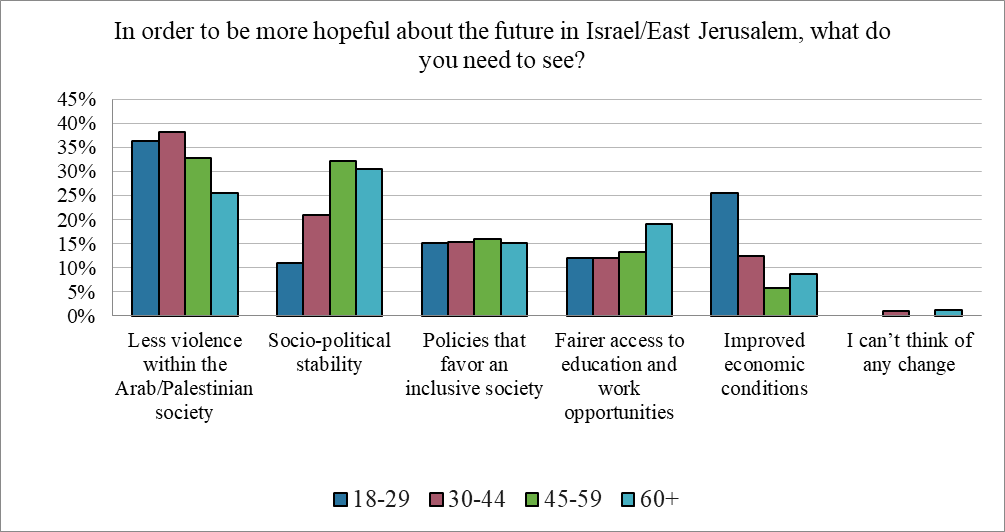 In order to be more hopeful about the future in Israel/East Jerusalem, what do
you need to see?
45%
40%
35%
30%
25%
20%
15%
10%
5%
0%
Less violence
within the
Arab/Palestinian
society
Socio-political
stability
Policies that
favor an
inclusive society
Fairer access to
education and
work
opportunities
Improved
economic
conditions
I can’t think of
any change
18-29 30-44 45-59 60+